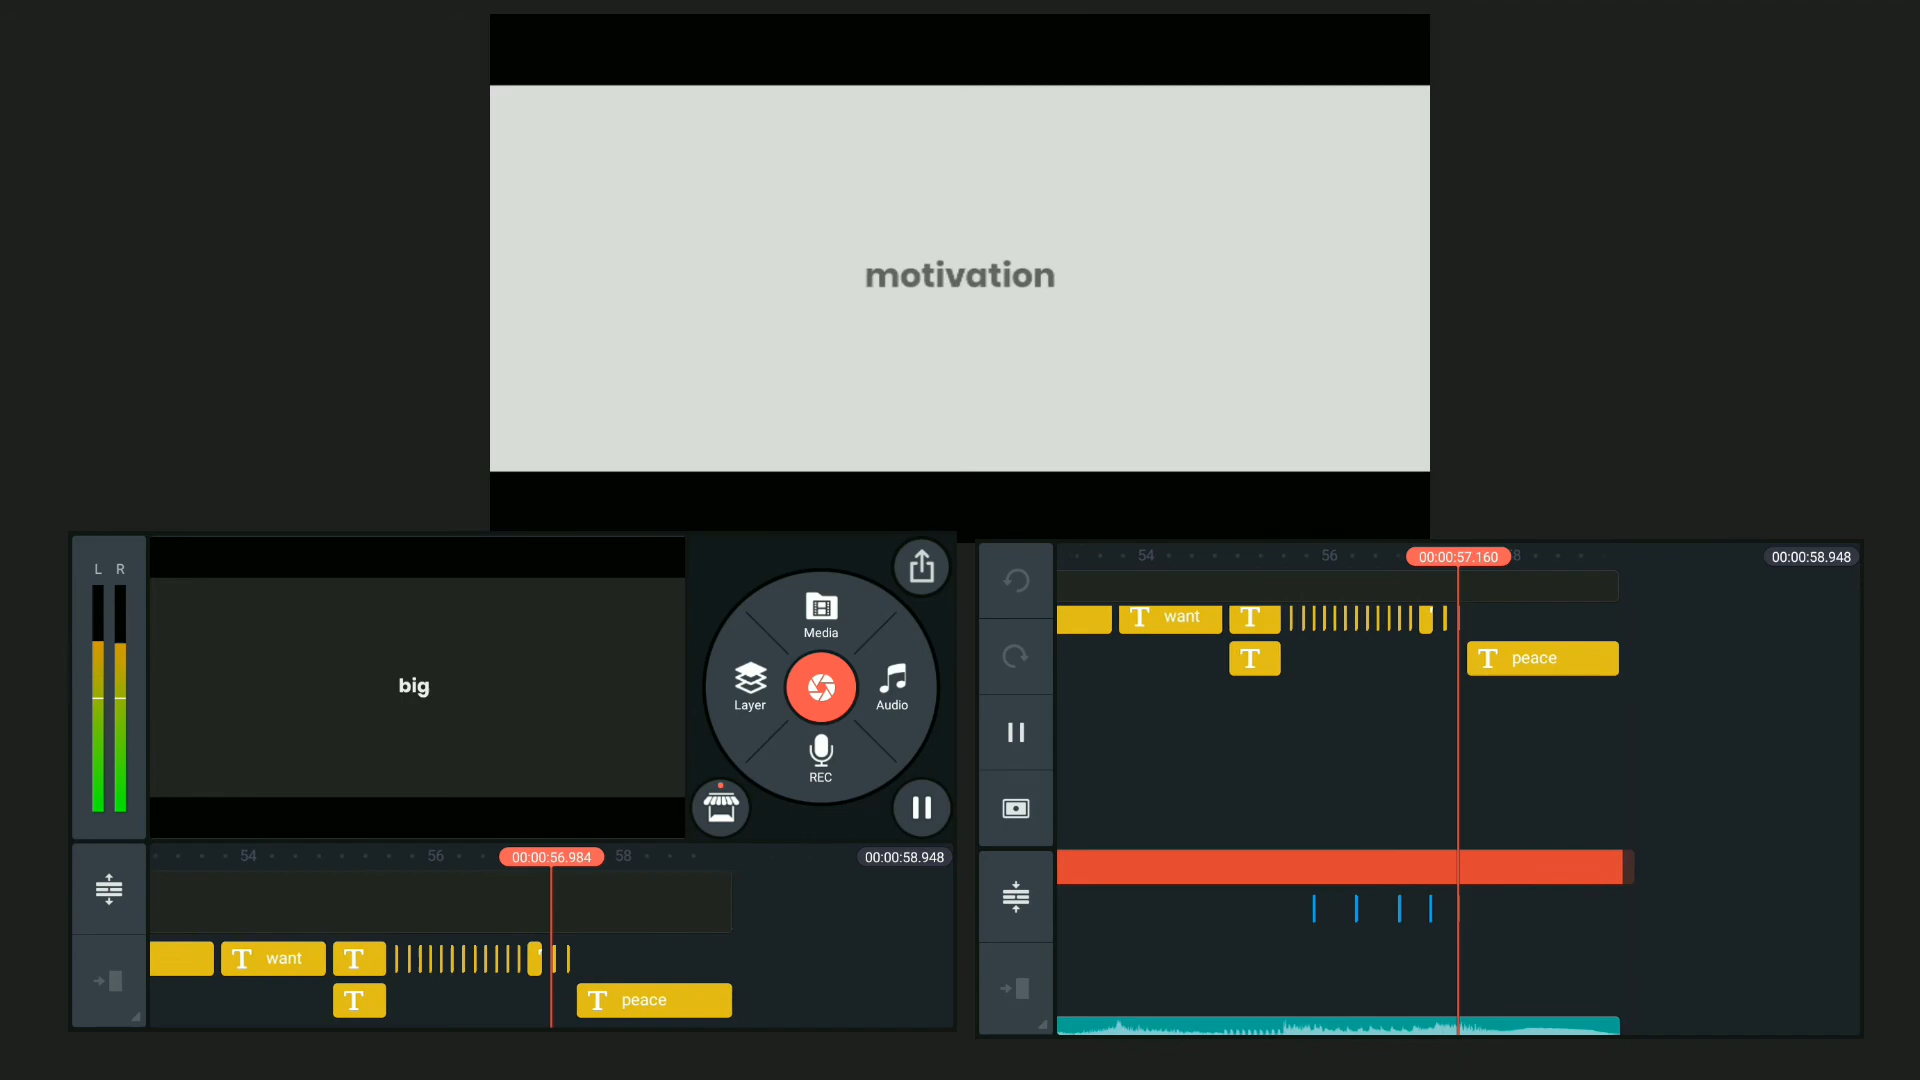 motivation
L R
big
Media
Layer
Audio
REC
54 56 00:00:56.984 58 00:00:58.948
T want T
T T peace
54 56 00:00:57.160 8 00:00:58.948
T want T
T T peace